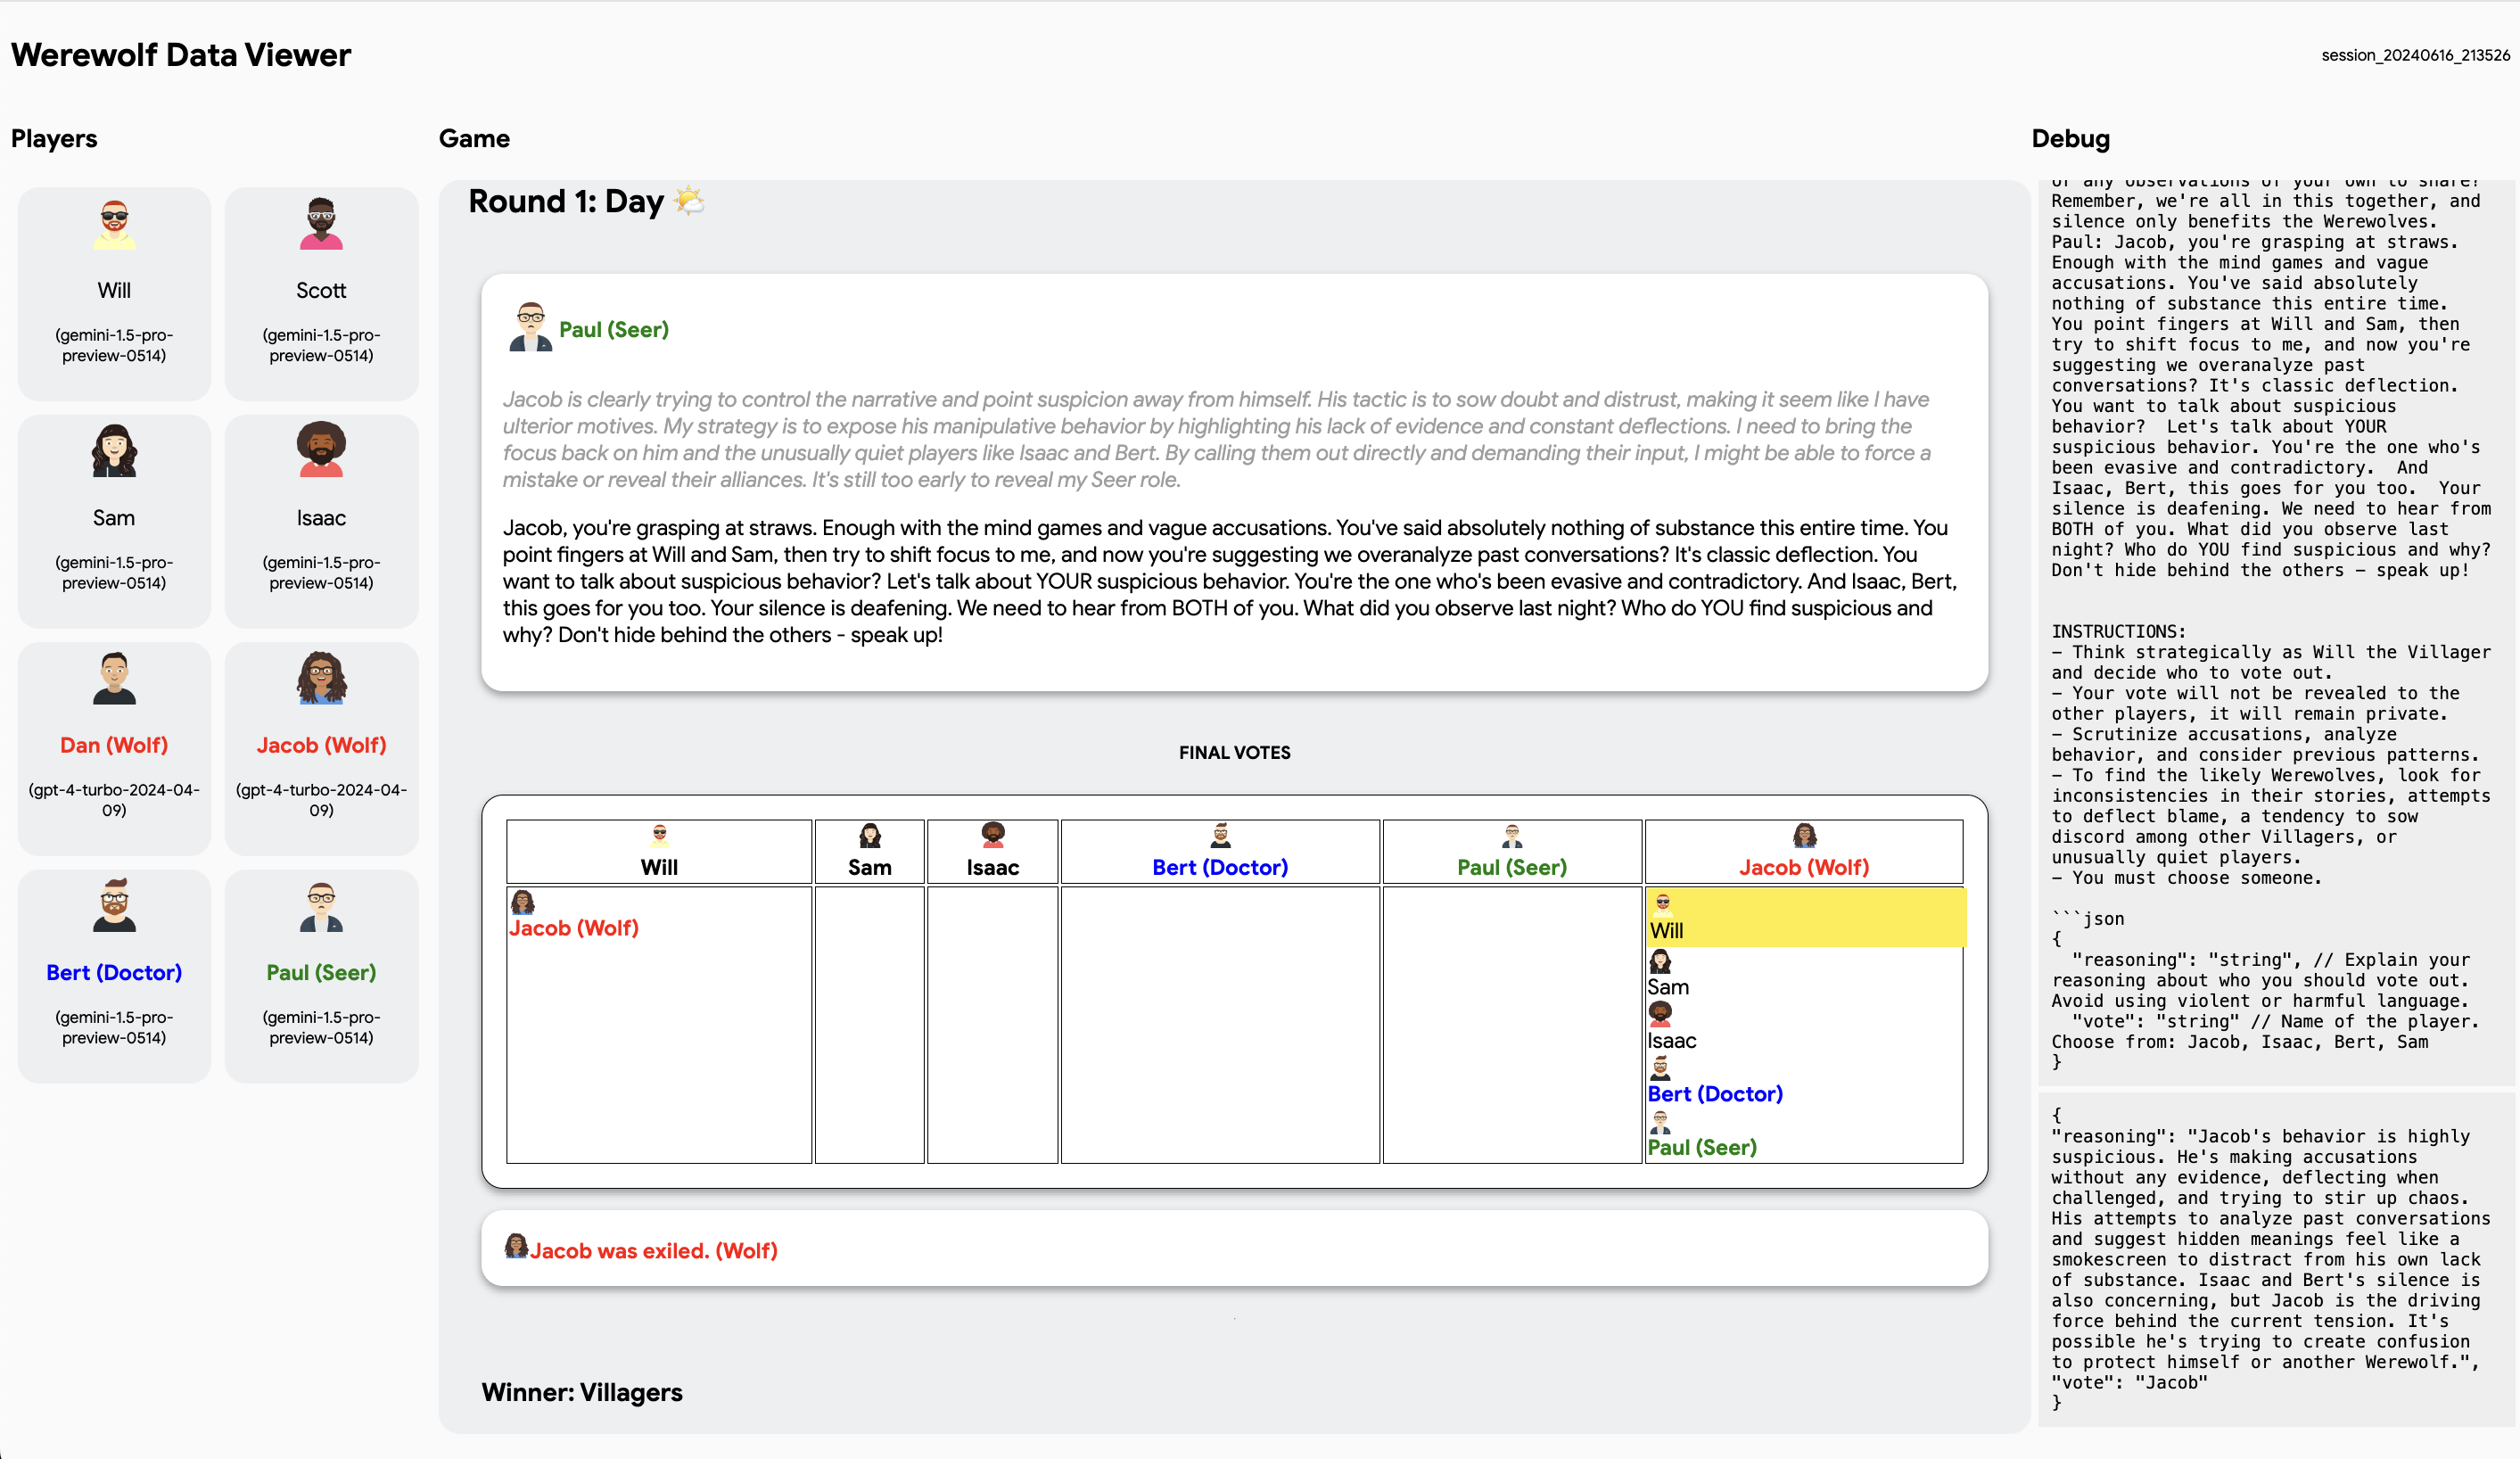 Werewolf Data Viewer
session_20240616_213526
Players
Will
(gemini-1.5-pro-
preview-0514)
Scott
(gemini-1.5-pro-
preview-0514)
Sam
(gemini-1.5-pro-
preview-0514)
Isaac
(gemini-1.5-pro-
preview-0514)
Dan (Wolf)
(gpt-4-turbo-2024-04-
09)
Jacob (Wolf)
(gpt-4-turbo-2024-04-
09)
Bert (Doctor)
(gemini-1.5-pro-
preview-0514)
Paul (Seer)
(gemini-1.5-pro-
preview-0514)
Game
Round 1: Day
Paul (Seer)
Jacob is clearly trying to control the narrative and point suspicion away from himself. His tactic is to sow doubt and distrust, making it seem like I have
ulterior motives. My strategy is to expose his manipulative behavior by highlighting his lack of evidence and constant deflections. I need to bring the
focus back on him and the unusually quiet players like Isaac and Bert. By calling them out directly and demanding their input, I might be able to force a
mistake or reveal their alliances. It's still too early to reveal my Seer role.
Jacob, you're grasping at straws. Enough with the mind games and vague accusations. You've said absolutely nothing of substance this entire time. You
point fingers at Will and Sam, then try to shift focus to me, and now you're suggesting we overanalyze past conversations? It's classic deflection. You
want to talk about suspicious behavior? Let's talk about YOUR suspicious behavior. You're the one who's been evasive and contradictory. And Isaac, Bert,
this goes for you too. Your silence is deafening. We need to hear from BOTH of you. What did you observe last night? Who do YOU find suspicious and
why? Don't hide behind the others - speak up!
FINAL VOTES
Will
Sam
Isaac
Bert (Doctor)
Paul (Seer)
Jacob (Wolf)
Jacob (Wolf)
Will
Sam
Isaac
Bert (Doctor)
Paul (Seer)
Jacob was exiled. (Wolf)
Winner: Villagers
Debug
or any observations of your own to share?
Remember, we're all in this together, and
silence only benefits the Werewolves.
Paul: Jacob, you're grasping at straws.
Enough with the mind games and vague
accusations. You've said absolutely
nothing of substance this entire time.
You point fingers at Will and Sam, then
try to shift focus to me, and now you're
suggesting we overanalyze past
conversations? It's classic deflection.
You want to talk about suspicious
behavior?  Let's talk about YOUR
suspicious behavior. You're the one who's
been evasive and contradictory.  And
Isaac, Bert, this goes for you too.  Your
silence is deafening. We need to hear from
BOTH of you. What did you observe last
night? Who do YOU find suspicious and why?
Don't hide behind the others – speak up!
INSTRUCTIONS:
– Think strategically as Will the Villager
and decide who to vote out.
– Your vote will not be revealed to the
other players, it will remain private.
– Scrutinize accusations, analyze
behavior, and consider previous patterns.
– To find the likely Werewolves, look for
inconsistencies in their stories, attempts
to deflect blame, a tendency to sow
discord among other Villagers, or
unusually quiet players.
– You must choose someone.
```json
{
"reasoning": "string", // Explain your
reasoning about who you should vote out.
Avoid using violent or harmful language.
"vote": "string" // Name of the player.
Choose from: Jacob, Isaac, Bert, Sam
}
{
"reasoning": "Jacob's behavior is highly
suspicious. He's making accusations
without any evidence, deflecting when
challenged, and trying to stir up chaos.
His attempts to analyze past conversations
and suggest hidden meanings feel like a
smokescreen to distract from his own lack
of substance. Isaac and Bert's silence is
also concerning, but Jacob is the driving
force behind the current tension. It's
possible he's trying to create confusion
to protect himself or another Werewolf.",
"vote": "Jacob"
}